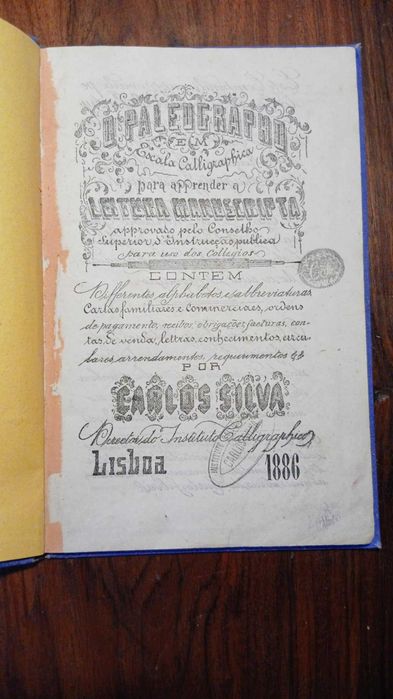 O PALEOGRAPHO
EM
Escala Calligraphica
para apprender a
LEITURA MANUSCRIPTA
approvado pelo Conselho
Superior d'Instrucção publica
para uso dos Collegios
CONTEM
Differentes alphabetos e abbreviaturas
Cartas familiares e commerciaes, ordens
de pagamento, recibos, obrigações, facturas, con-
tas de venda, lettras, conhecimentos, circu-
lares, arrendamentos, requerimentos &
POR
CARLOS SILVA
Director do Instituto Calligraphico
Lisboa 1886